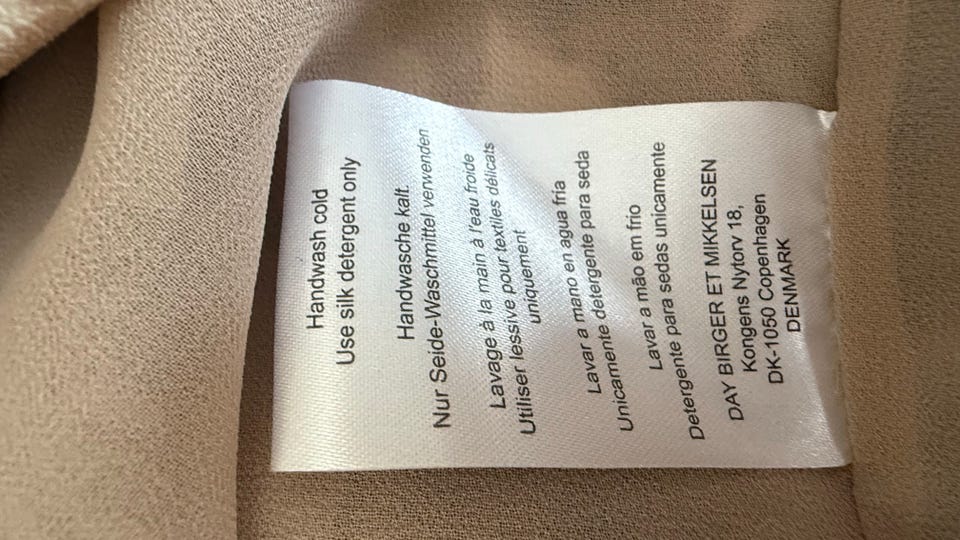 Handwash cold
Use silk detergent only
Handwasche kalt.
Nur Seide-Waschmittel verwenden
Lavage à la main à l'eau froide
Utiliser lessive pour textiles délicats
uniquement
Lavar a mano en agua fría
Unicamente detergente para seda
Lavar a mão em frio
Detergente para sedas unicamente
DAY BIRGER ET MIKKELSEN
Kongens Nytorv 18,
DK-1050 Copenhagen
DENMARK